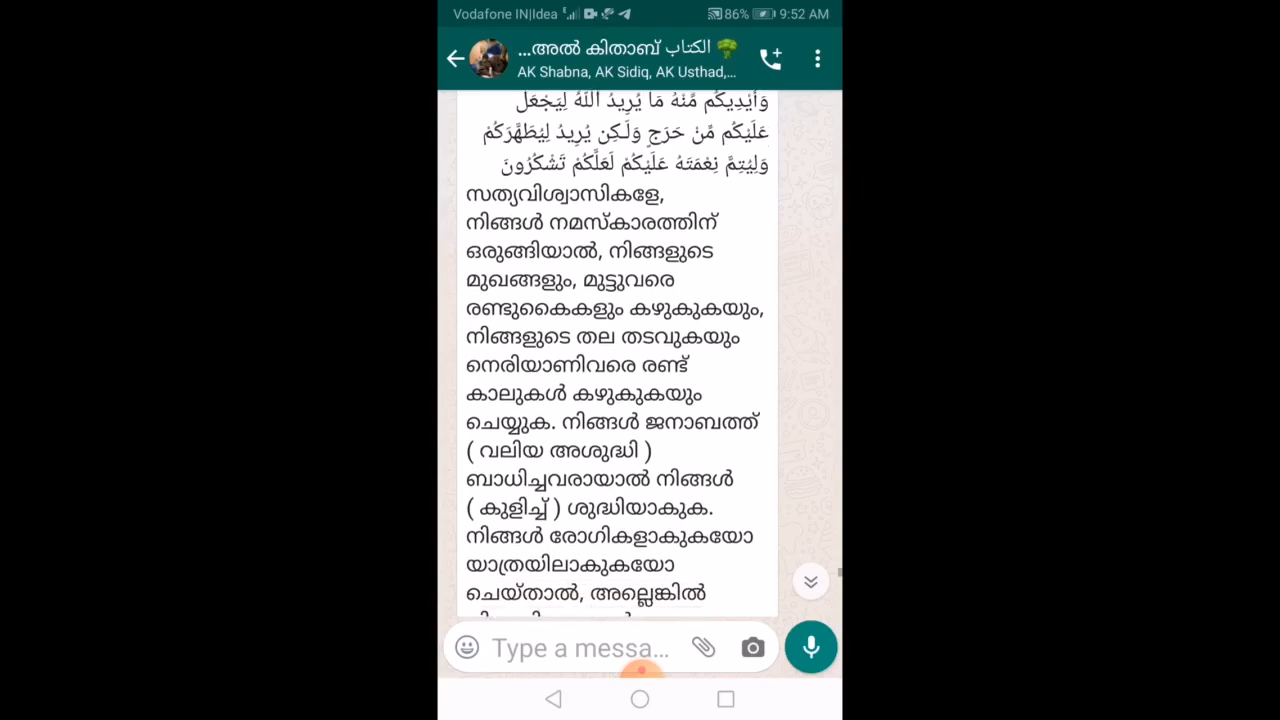 Vodafone IN|Idea 86% 9:52 AM
...അൽ കിതാബ് الكتاب
AK Shabna, AK Sidiq, AK Usthad,...
وَأَيْدِيكُم مِّنْهُ مَا يُرِيدُ اللَّهُ لِيَجْعَلَ
عَلَيْكُم مِّنْ حَرَجٍ وَلَـكِن يُرِيدُ لِيُطَهَّرَكُمْ
وَلِيُتِمَّ نِعْمَتَهُ عَلَيْكُمْ لَعَلَّكُمْ تَشْكُرُونَ
സത്യവിശ്വാസികളേ,
നിങ്ങൾ നമസ്കാരത്തിന്
ഒരുങ്ങിയാൽ, നിങ്ങളുടെ
മുഖങ്ങളും, മുട്ടുവരെ
രണ്ടുകൈകളും കഴുകുകയും,
നിങ്ങളുടെ തല തടവുകയും
നെരിയാണിവരെ രണ്ട്
കാലുകൾ കഴുകുകയും
ചെയ്യുക. നിങ്ങൾ ജനാബത്ത്
( വലിയ അശുദ്ധി )
ബാധിച്ചവരായാൽ നിങ്ങൾ
( കുളിച്ച് ) ശുദ്ധിയാകുക.
നിങ്ങൾ രോഗികളാകുകയോ
യാത്രയിലാകുകയോ
ചെയ്താൽ, അല്ലെങ്കിൽ
Type a messa...